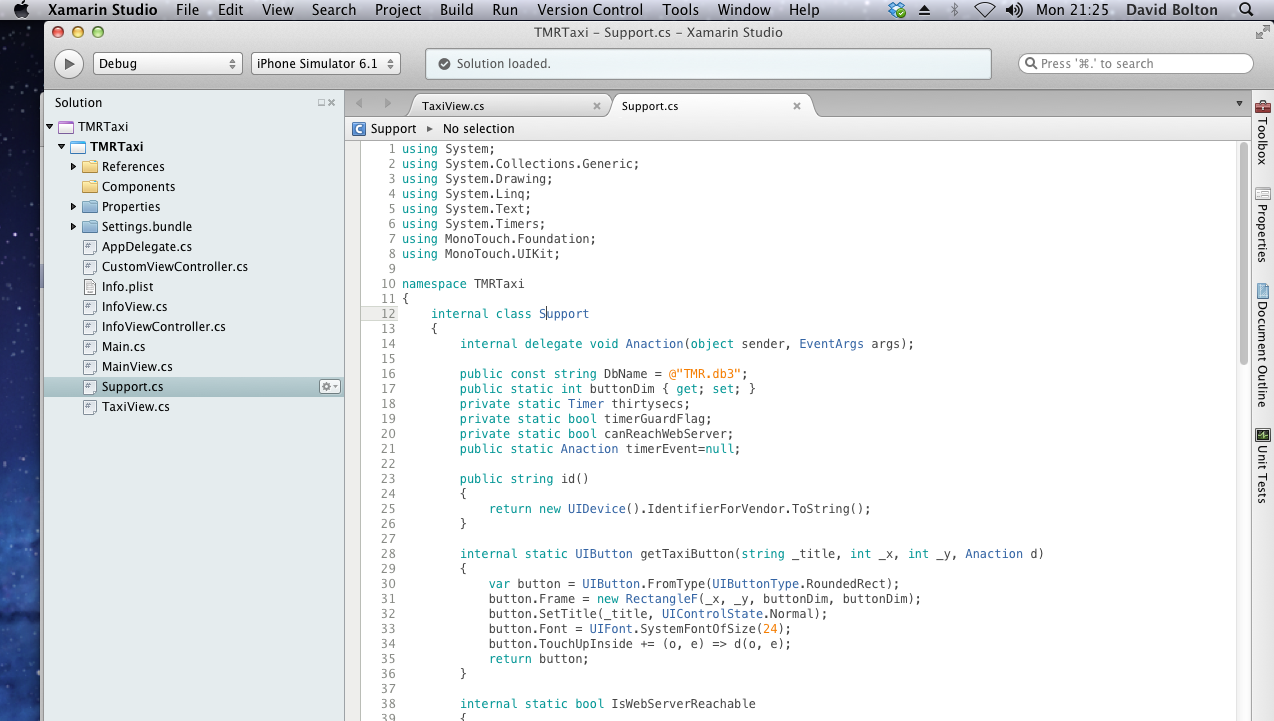 Xamarin Studio File Edit View Search Project Build Run Version Control Tools Window Help Mon 21:25 David Bolton
TMRTaxi – Support.cs – Xamarin Studio
Debug iPhone Simulator 6.1 Solution loaded. Press '⌘.' to search
Solution
TMRTaxi
TMRTaxi
References
Components
Properties
Settings.bundle
AppDelegate.cs
CustomViewController.cs
Info.plist
InfoView.cs
InfoViewController.cs
Main.cs
MainView.cs
Support.cs
TaxiView.cs
TaxiView.cs Support.cs
C Support No selection
1 using System;
2 using System.Collections.Generic;
3 using System.Drawing;
4 using System.Linq;
5 using System.Text;
6 using System.Timers;
7 using MonoTouch.Foundation;
8 using MonoTouch.UIKit;
9
10 namespace TMRTaxi
11 {
12 internal class Support
13 {
14 internal delegate void Anaction(object sender, EventArgs args);
15
16 public const string DbName = @"TMR.db3";
17 public static int buttonDim { get; set; }
18 private static Timer thirtysecs;
19 private static bool timerGuardFlag;
20 private static bool canReachWebServer;
21 public static Anaction timerEvent=null;
22
23 public string id()
24 {
25 return new UIDevice().IdentifierForVendor.ToString();
26 }
27
28 internal static UIButton getTaxiButton(string _title, int _x, int _y, Anaction d)
29 {
30 var button = UIButton.FromType(UIButtonType.RoundedRect);
31 button.Frame = new RectangleF(_x, _y, buttonDim, buttonDim);
32 button.SetTitle(_title, UIControlState.Normal);
33 button.Font = UIFont.SystemFontOfSize(24);
34 button.TouchUpInside += (o, e) => d(o, e);
35 return button;
36 }
37
38 internal static bool IsWebServerReachable
39 {
Toolbox
Properties
Document Outline
Unit Tests